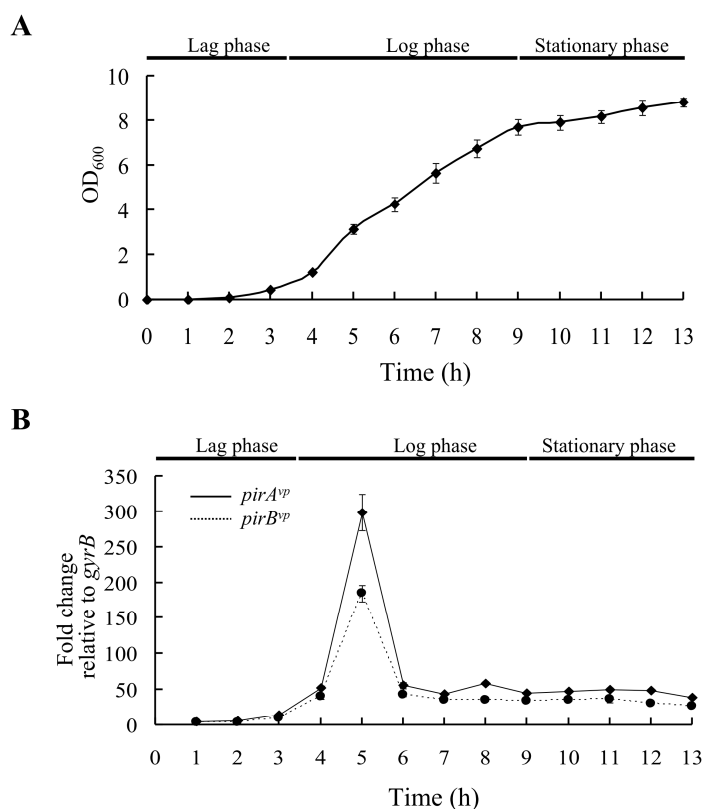 A
Lag phase Log phase Stationary phase
10
8
6
4
2
0
OD600
0 1 2 3 4 5 6 7 8 9 10 11 12 13
Time (h)
B
Lag phase Log phase Stationary phase
350
300
250
200
150
100
50
0
pirAvp
pirBvp
Fold change
relative to gyrB
0 1 2 3 4 5 6 7 8 9 10 11 12 13
Time (h)